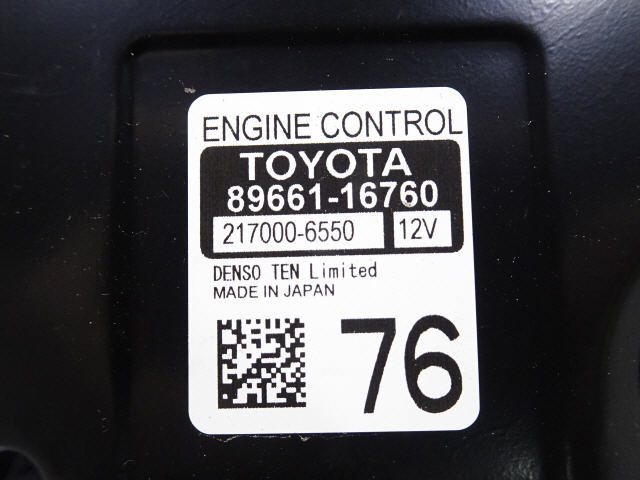 ENGINE CONTROL
TOYOTA
89661-16760
217000-6550 12V
DENSO TEN Limited
MADE IN JAPAN
76